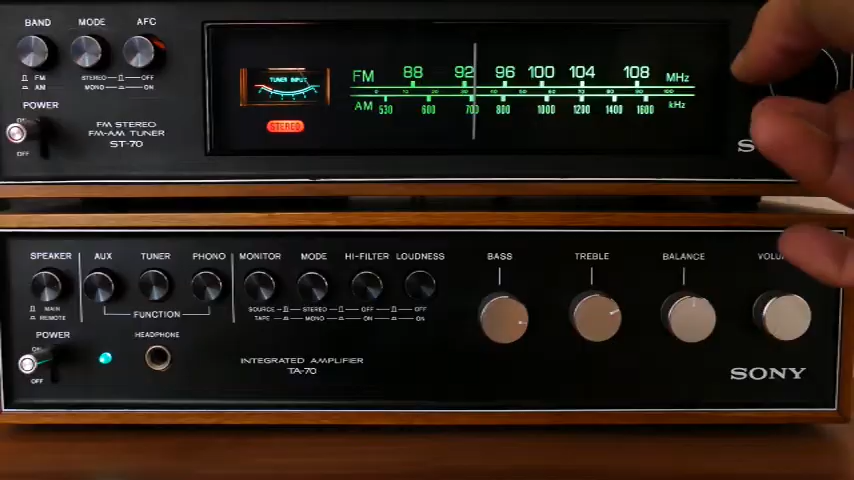 BAND MODE AFC
FM STEREO OFF
AM MONO ON
POWER
OFF
FM STEREO
FM-AM TUNER
ST-70
TUNER INPUT
STEREO
FM 88 92 96 100 104 108 MHz
AM 530 600 700 800 1000 1200 1400 1600 kHz
S
SPEAKER AUX TUNER PHONO MONITOR MODE HI-FILTER LOUDNESS BASS TREBLE BALANCE VOLU
MAIN SOURCE STEREO OFF OFF
REMOTE TAPE MONO ON ON
FUNCTION
POWER
ON
OFF
HEADPHONE
INTEGRATED AMPLIFIER
TA-70
SONY